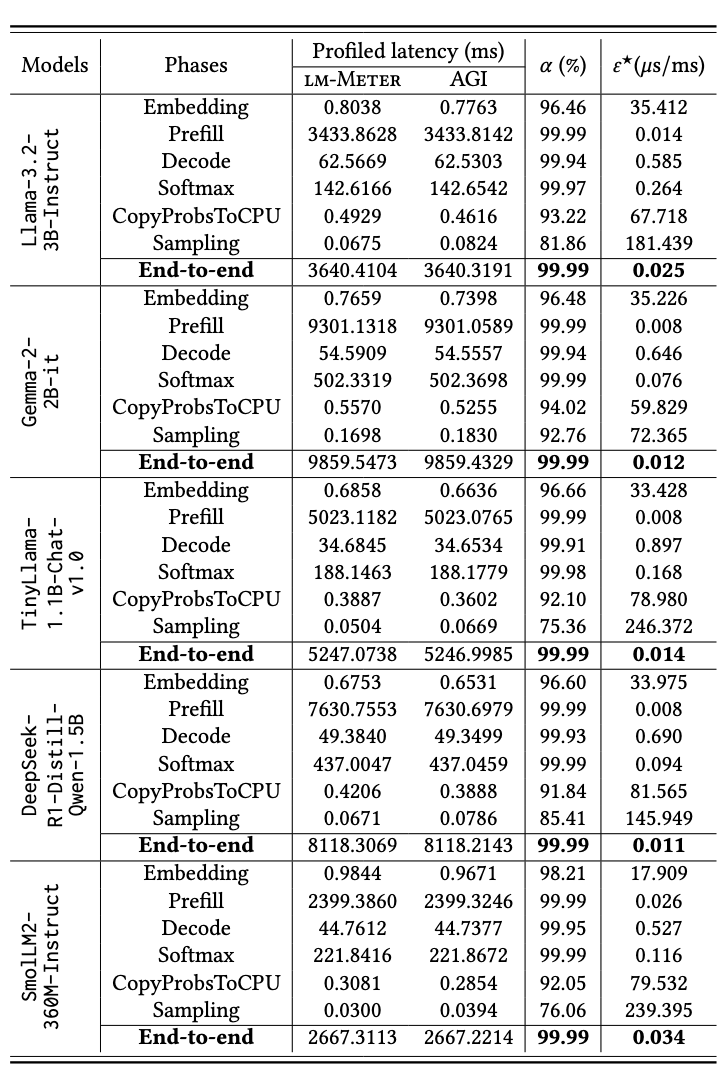 Models Phases Profiled latency (ms) α (%) ε★(μs/ms)
LM-METER AGI
Llama-3.2-
3B-Instruct
Embedding 0.8038 0.7763 96.46 35.412
Prefill 3433.8628 3433.8142 99.99 0.014
Decode 62.5669 62.5303 99.94 0.585
Softmax 142.6166 142.6542 99.97 0.264
CopyProbsToCPU 0.4929 0.4616 93.22 67.718
Sampling 0.0675 0.0824 81.86 181.439
End-to-end 3640.4104 3640.3191 99.99 0.025
Gemma-2-
2B-it
Embedding 0.7659 0.7398 96.48 35.226
Prefill 9301.1318 9301.0589 99.99 0.008
Decode 54.5909 54.5557 99.94 0.646
Softmax 502.3319 502.3698 99.99 0.076
CopyProbsToCPU 0.5570 0.5255 94.02 59.829
Sampling 0.1698 0.1830 92.76 72.365
End-to-end 9859.5473 9859.4329 99.99 0.012
TinyLlama-
1.1B-Chat-
v1.0
Embedding 0.6858 0.6636 96.66 33.428
Prefill 5023.1182 5023.0765 99.99 0.008
Decode 34.6845 34.6534 99.91 0.897
Softmax 188.1463 188.1779 99.98 0.168
CopyProbsToCPU 0.3887 0.3602 92.10 78.980
Sampling 0.0504 0.0669 75.36 246.372
End-to-end 5247.0738 5246.9985 99.99 0.014
DeepSeek-
R1-Distill-
Qwen-1.5B
Embedding 0.6753 0.6531 96.60 33.975
Prefill 7630.7553 7630.6979 99.99 0.008
Decode 49.3840 49.3499 99.93 0.690
Softmax 437.0047 437.0459 99.99 0.094
CopyProbsToCPU 0.4206 0.3888 91.84 81.565
Sampling 0.0671 0.0786 85.41 145.949
End-to-end 8118.3069 8118.2143 99.99 0.011
SmolLM2-
360M-Instruct
Embedding 0.9844 0.9671 98.21 17.909
Prefill 2399.3860 2399.3246 99.99 0.026
Decode 44.7612 44.7377 99.95 0.527
Softmax 221.8416 221.8672 99.99 0.116
CopyProbsToCPU 0.3081 0.2854 92.05 79.532
Sampling 0.0300 0.0394 76.06 239.395
End-to-end 2667.3113 2667.2214 99.99 0.034